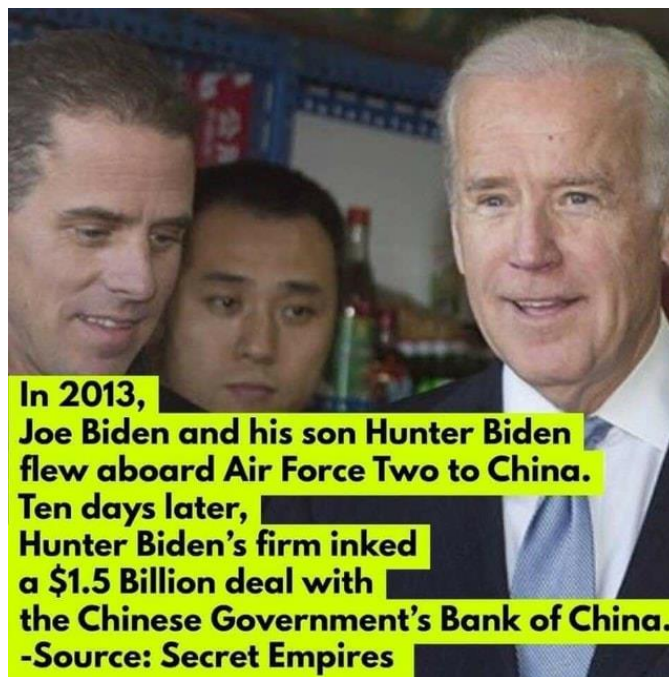 In 2013,
Joe Biden and his son Hunter Biden
flew aboard Air Force Two to China.
Ten days later,
Hunter Biden’s firm inked
a $1.5 Billion deal with
the Chinese Government’s Bank of China.
-Source: Secret Empires